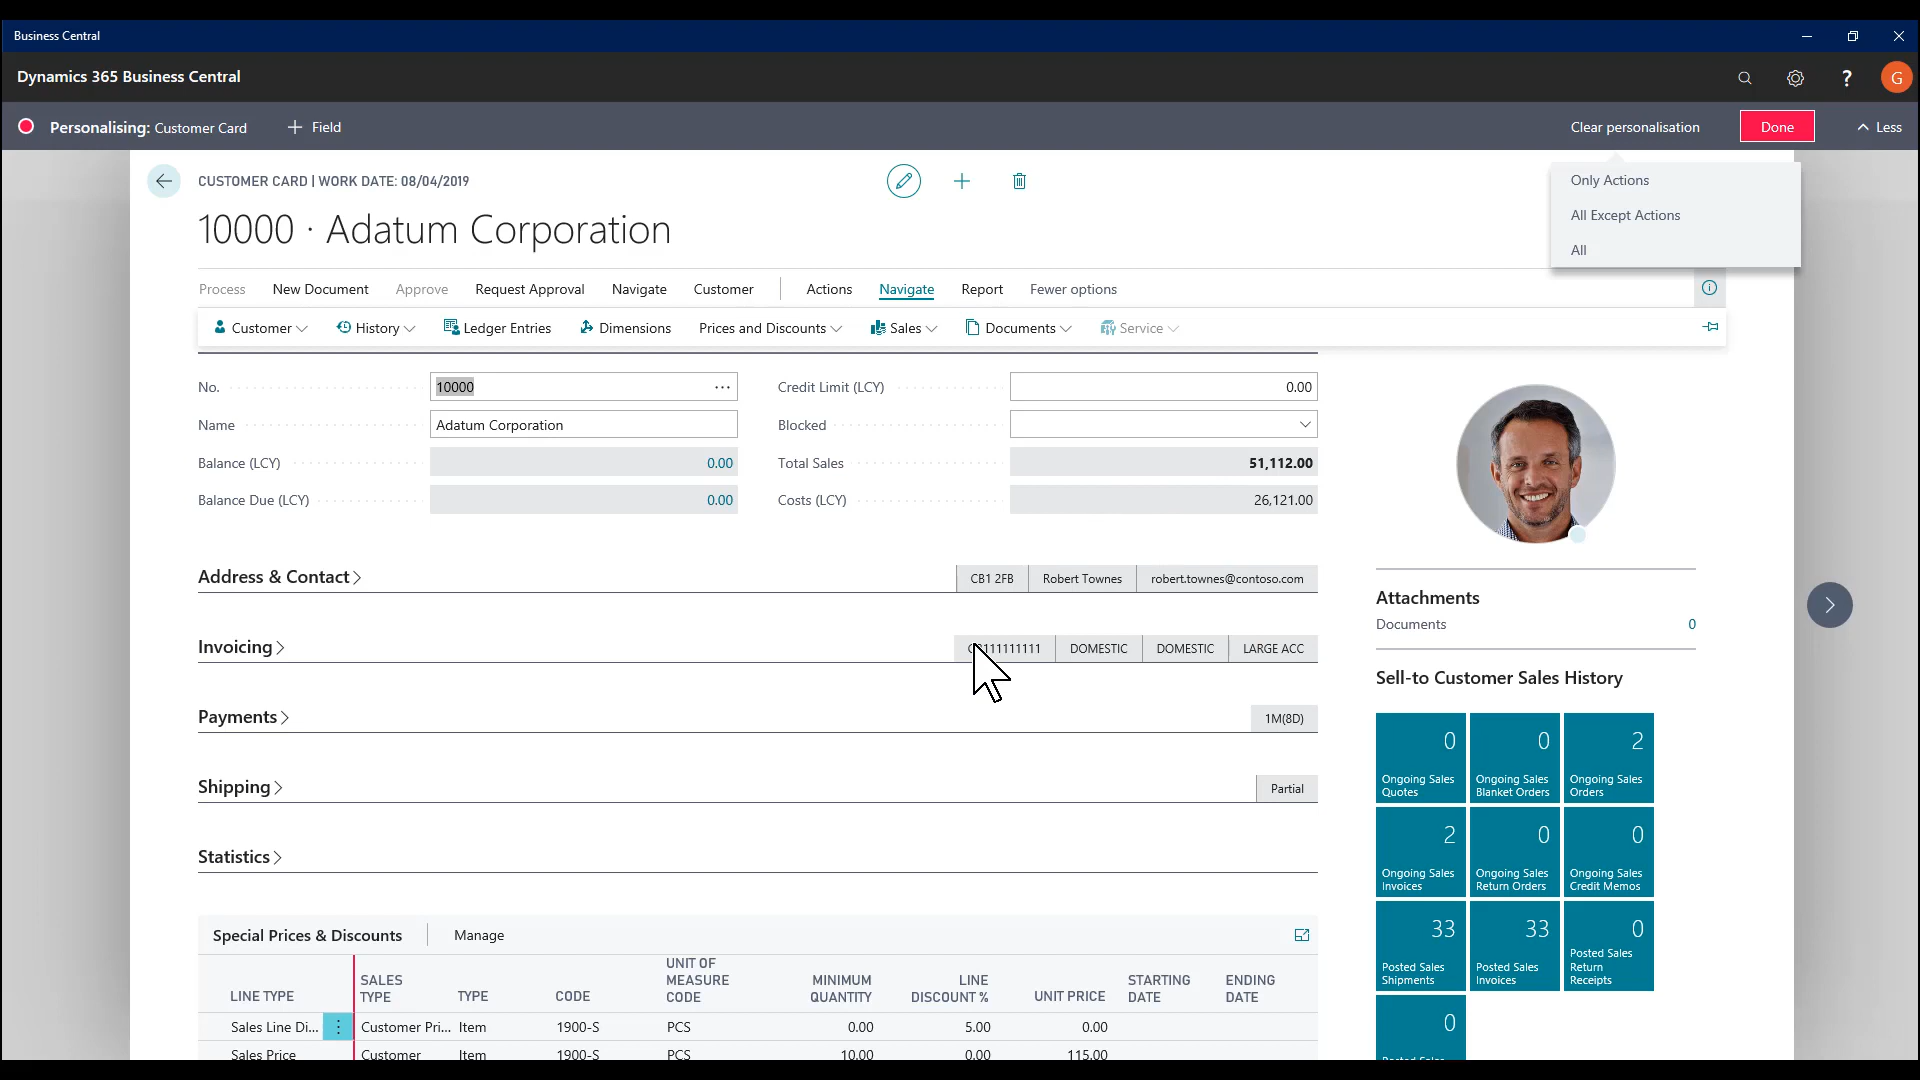 Business Central
Dynamics 365 Business Central
?
G
Personalising: Customer Card
Field
Clear personalisation
Done
Less
Only Actions
All Except Actions
All
CUSTOMER CARD | WORK DATE: 08/04/2019
10000 · Adatum Corporation
Process New Document Approve Request Approval Navigate Customer Actions Navigate Report Fewer options
Customer History Ledger Entries Dimensions Prices and Discounts Sales Documents Service
No. 10000 ... Credit Limit (LCY) 0.00
Name Adatum Corporation Blocked
Balance (LCY) 0.00 Total Sales 51,112.00
Balance Due (LCY) 0.00 Costs (LCY) 26,121.00
Address & Contact CB1 2FB Robert Townes robert.townes@contoso.com
Invoicing DOMESTIC DOMESTIC LARGE ACC
Payments 1M(8D)
Shipping Partial
Statistics
Attachments
Documents 0
Sell-to Customer Sales History
0 0 2
Ongoing Sales Quotes
Ongoing Sales Blanket Orders
Ongoing Sales Orders
2 0 0
Ongoing Sales Invoices
Ongoing Sales Return Orders
Ongoing Sales Credit Memos
33 33 0
Posted Sales Shipments
Posted Sales Invoices
Posted Sales Return Receipts
0
Special Prices & Discounts Manage
LINE TYPE SALES TYPE TYPE CODE UNIT OF MEASURE CODE MINIMUM QUANTITY LINE DISCOUNT % UNIT PRICE STARTING DATE ENDING DATE
Sales Line Di... Customer Pri... Item 1900-S PCS 0.00 5.00 0.00
Sales Price Customer Item 1900-S PCS 10.00 0.00 115.00